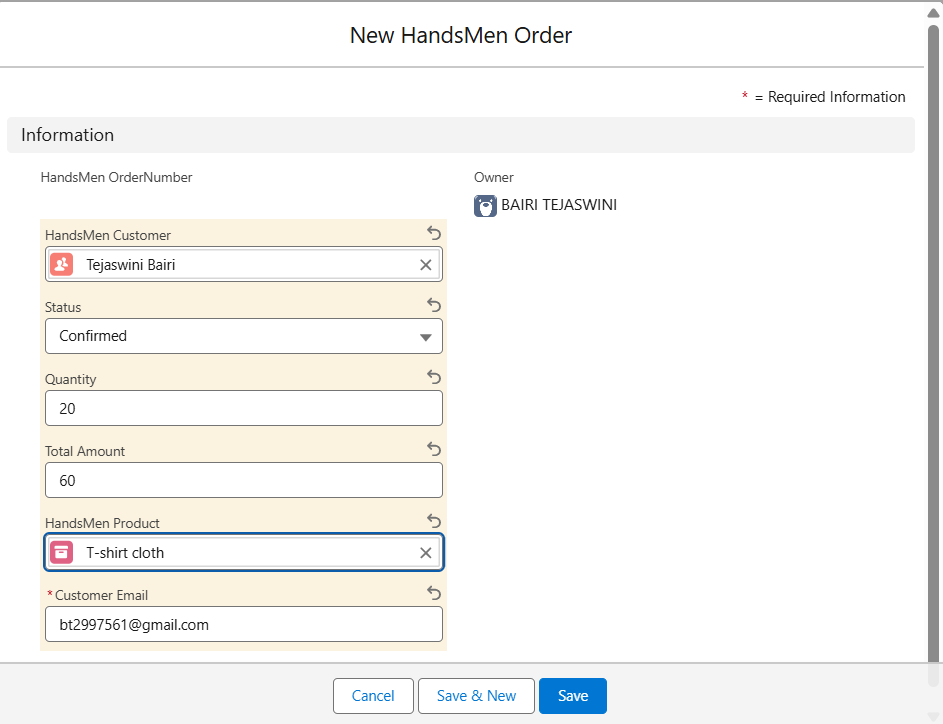 New HandsMen Order
* = Required Information
Information
HandsMen OrderNumber
Owner
BAIRI TEJASWINI
HandsMen Customer
Tejaswini Bairi
Status
Confirmed
Quantity
20
Total Amount
60
HandsMen Product
T-shirt cloth
*Customer Email
bt2997561@gmail.com
Cancel
Save & New
Save